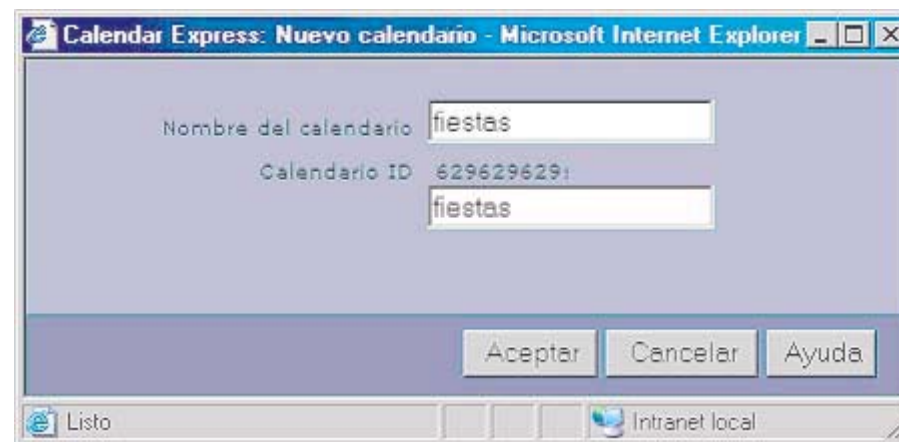 Calendar Express: Nuevo calendario - Microsoft Internet Explorer
Nombre del calendario fiestas
Calendario ID 629629629:
fiestas
Aceptar Cancelar Ayuda
Listo Intranet local